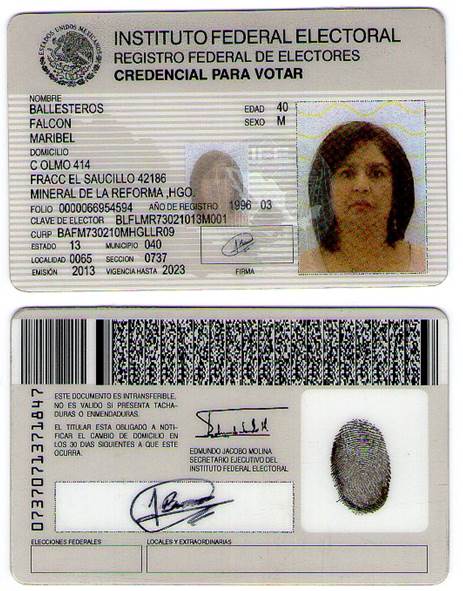 ESTADOS UNIDOS MEXICANOS
INSTITUTO FEDERAL ELECTORAL
REGISTRO FEDERAL DE ELECTORES
CREDENCIAL PARA VOTAR
NOMBRE
BALLESTEROS
FALCON
MARIBEL
EDAD 40
SEXO M
DOMICILIO
C OLMO 414
FRACC EL SAUCILLO 42186
MINERAL DE LA REFORMA ,HGO.
FOLIO 0000066954594 AÑO DE REGISTRO 1996 03
CLAVE DE ELECTOR BLFLMR73021013M001
CURP BAFM730210MHGLLR09
ESTADO 13 MUNICIPIO 040
LOCALIDAD 0065 SECCION 0737
EMISIÓN 2013 VIGENCIA HASTA 2023
FIRMA
0737071371847
ESTE DOCUMENTO ES INTRANSFERIBLE,
NO ES VALIDO SI PRESENTA TACHA-
DURAS O ENMENDADURAS.
EL TITULAR ESTA OBLIGADO A NOTI-
FICAR EL CAMBIO DE DOMICILIO EN
LOS 30 DIAS SIGUIENTES A QUE ESTE
OCURRA.
EDMUNDO JACOBO MOLINA
SECRETARIO EJECUTIVO DEL
INSTITUTO FEDERAL ELECTORAL
ELECCIONES FEDERALES
LOCALES Y EXTRAORDINARIAS